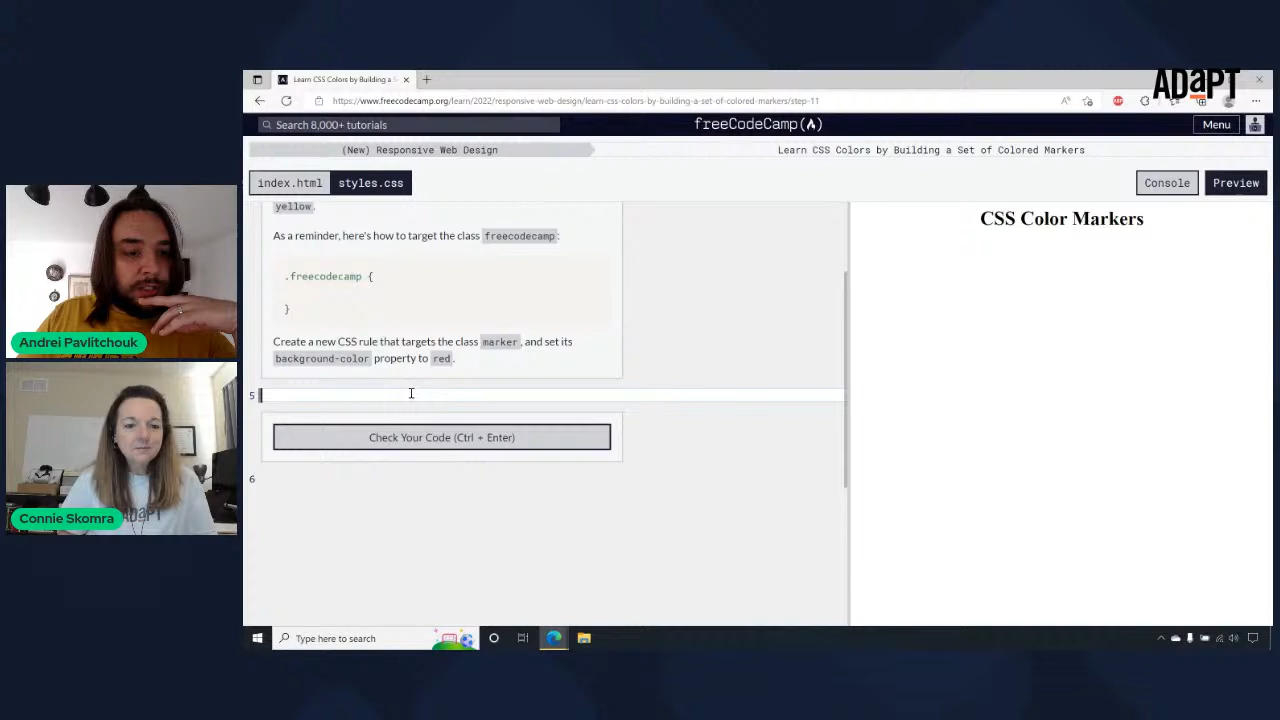 ADAPT
Learn CSS Colors by Building a S
https://www.freecodecamp.org/learn/2022/responsive-web-design/learn-css-colors-by-building-a-set-of-colored-markers/step-11
Search 8,000+ tutorials
freeCodeCamp
Menu
(New) Responsive Web Design
Learn CSS Colors by Building a Set of Colored Markers
index.html
styles.css
Console
Preview
yellow.
As a reminder, here's how to target the class freecodecamp:
.freecodecamp {
}
Create a new CSS rule that targets the class marker, and set its
background-color property to red.
5
Check Your Code (Ctrl + Enter)
6
CSS Color Markers
Andrei Pavlitchouk
ADAPT
Connie Skomra
Type here to search